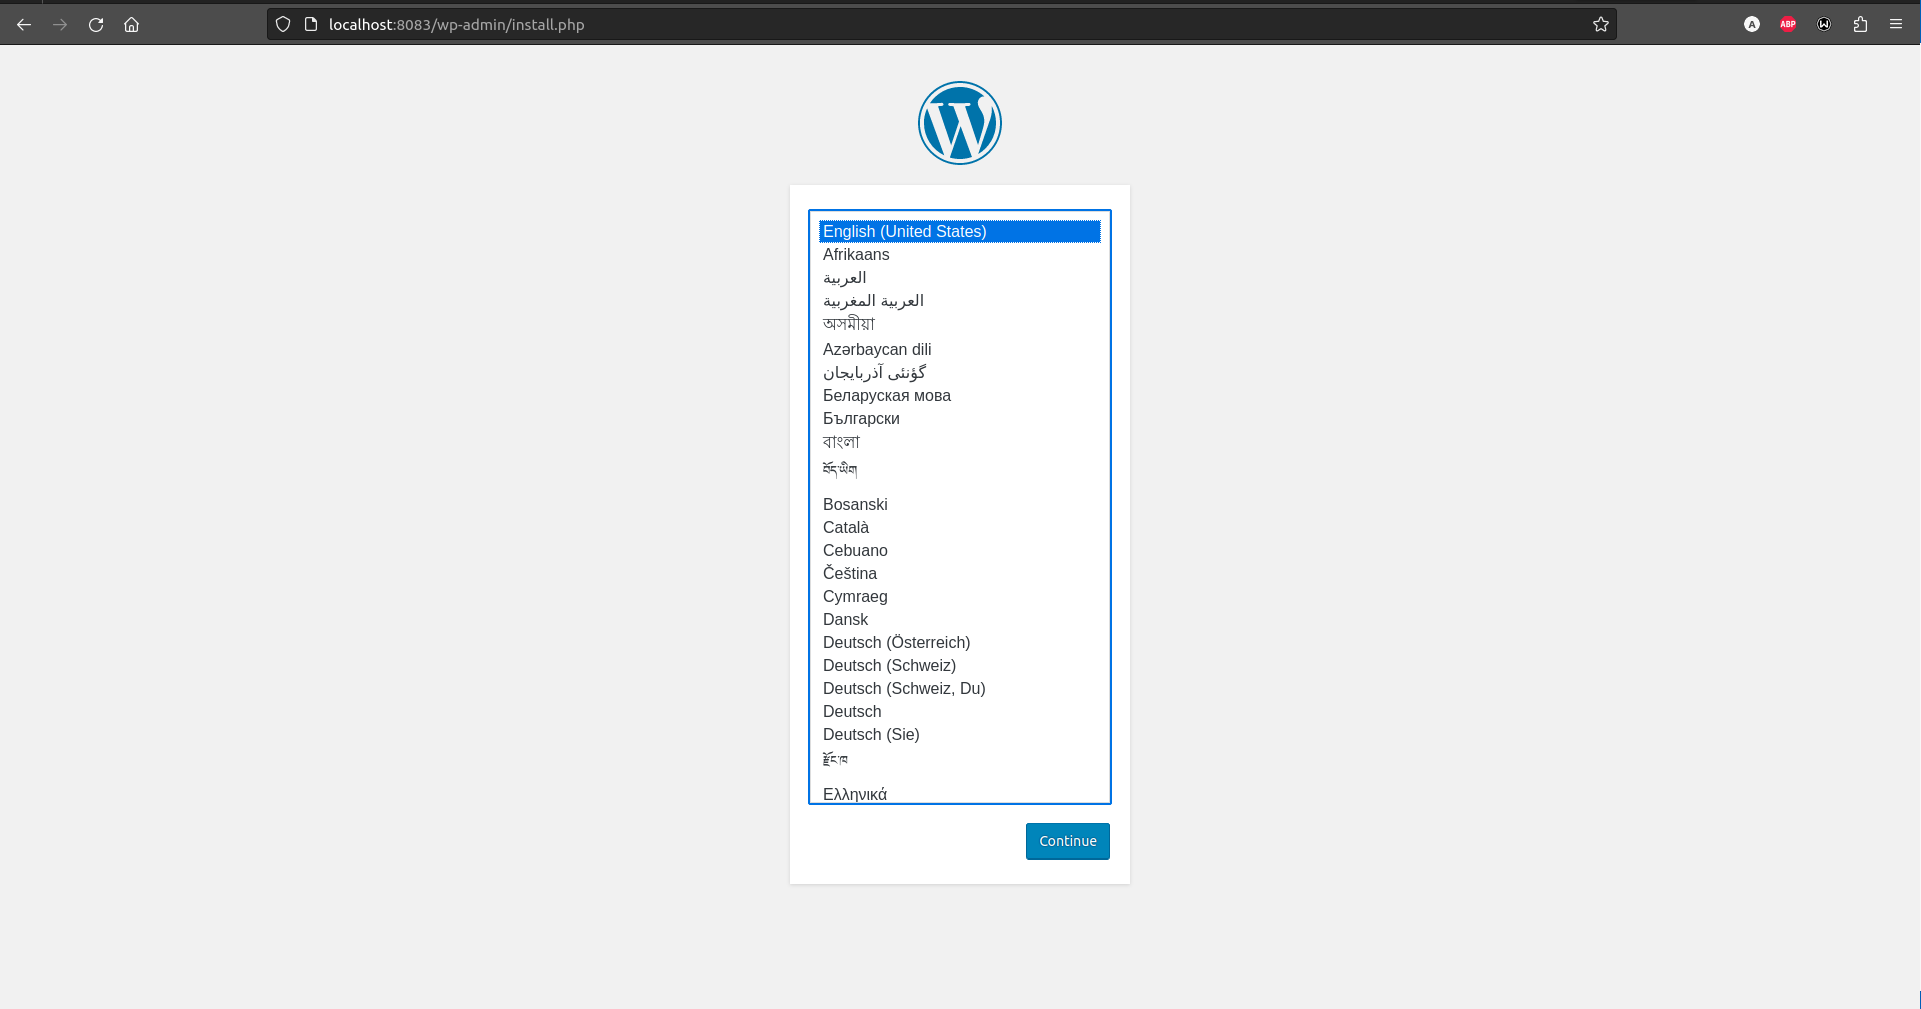 localhost:8083/wp-admin/install.php
A
ABP
W
English (United States)
Afrikaans
العربية
العربية المغربية
অসমীয়া
Azərbaycan dili
گؤنئی آذربایجان
Беларуская мова
Български
বাংলা
བོད་ཡིག
Bosanski
Català
Cebuano
Čeština
Cymraeg
Dansk
Deutsch (Österreich)
Deutsch (Schweiz)
Deutsch (Schweiz, Du)
Deutsch
Deutsch (Sie)
རྫོང་ཁ
Ελληνικά
Continue